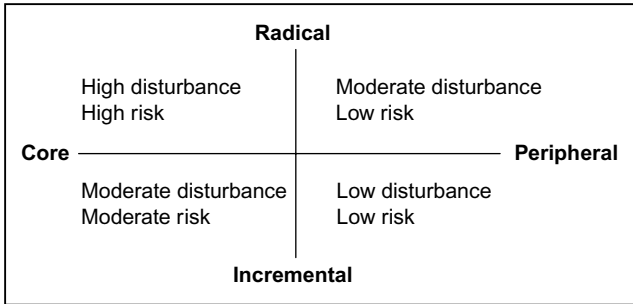 Radical
High disturbance
High risk
Moderate disturbance
Low risk
Core
Peripheral
Moderate disturbance
Moderate risk
Low disturbance
Low risk
Incremental